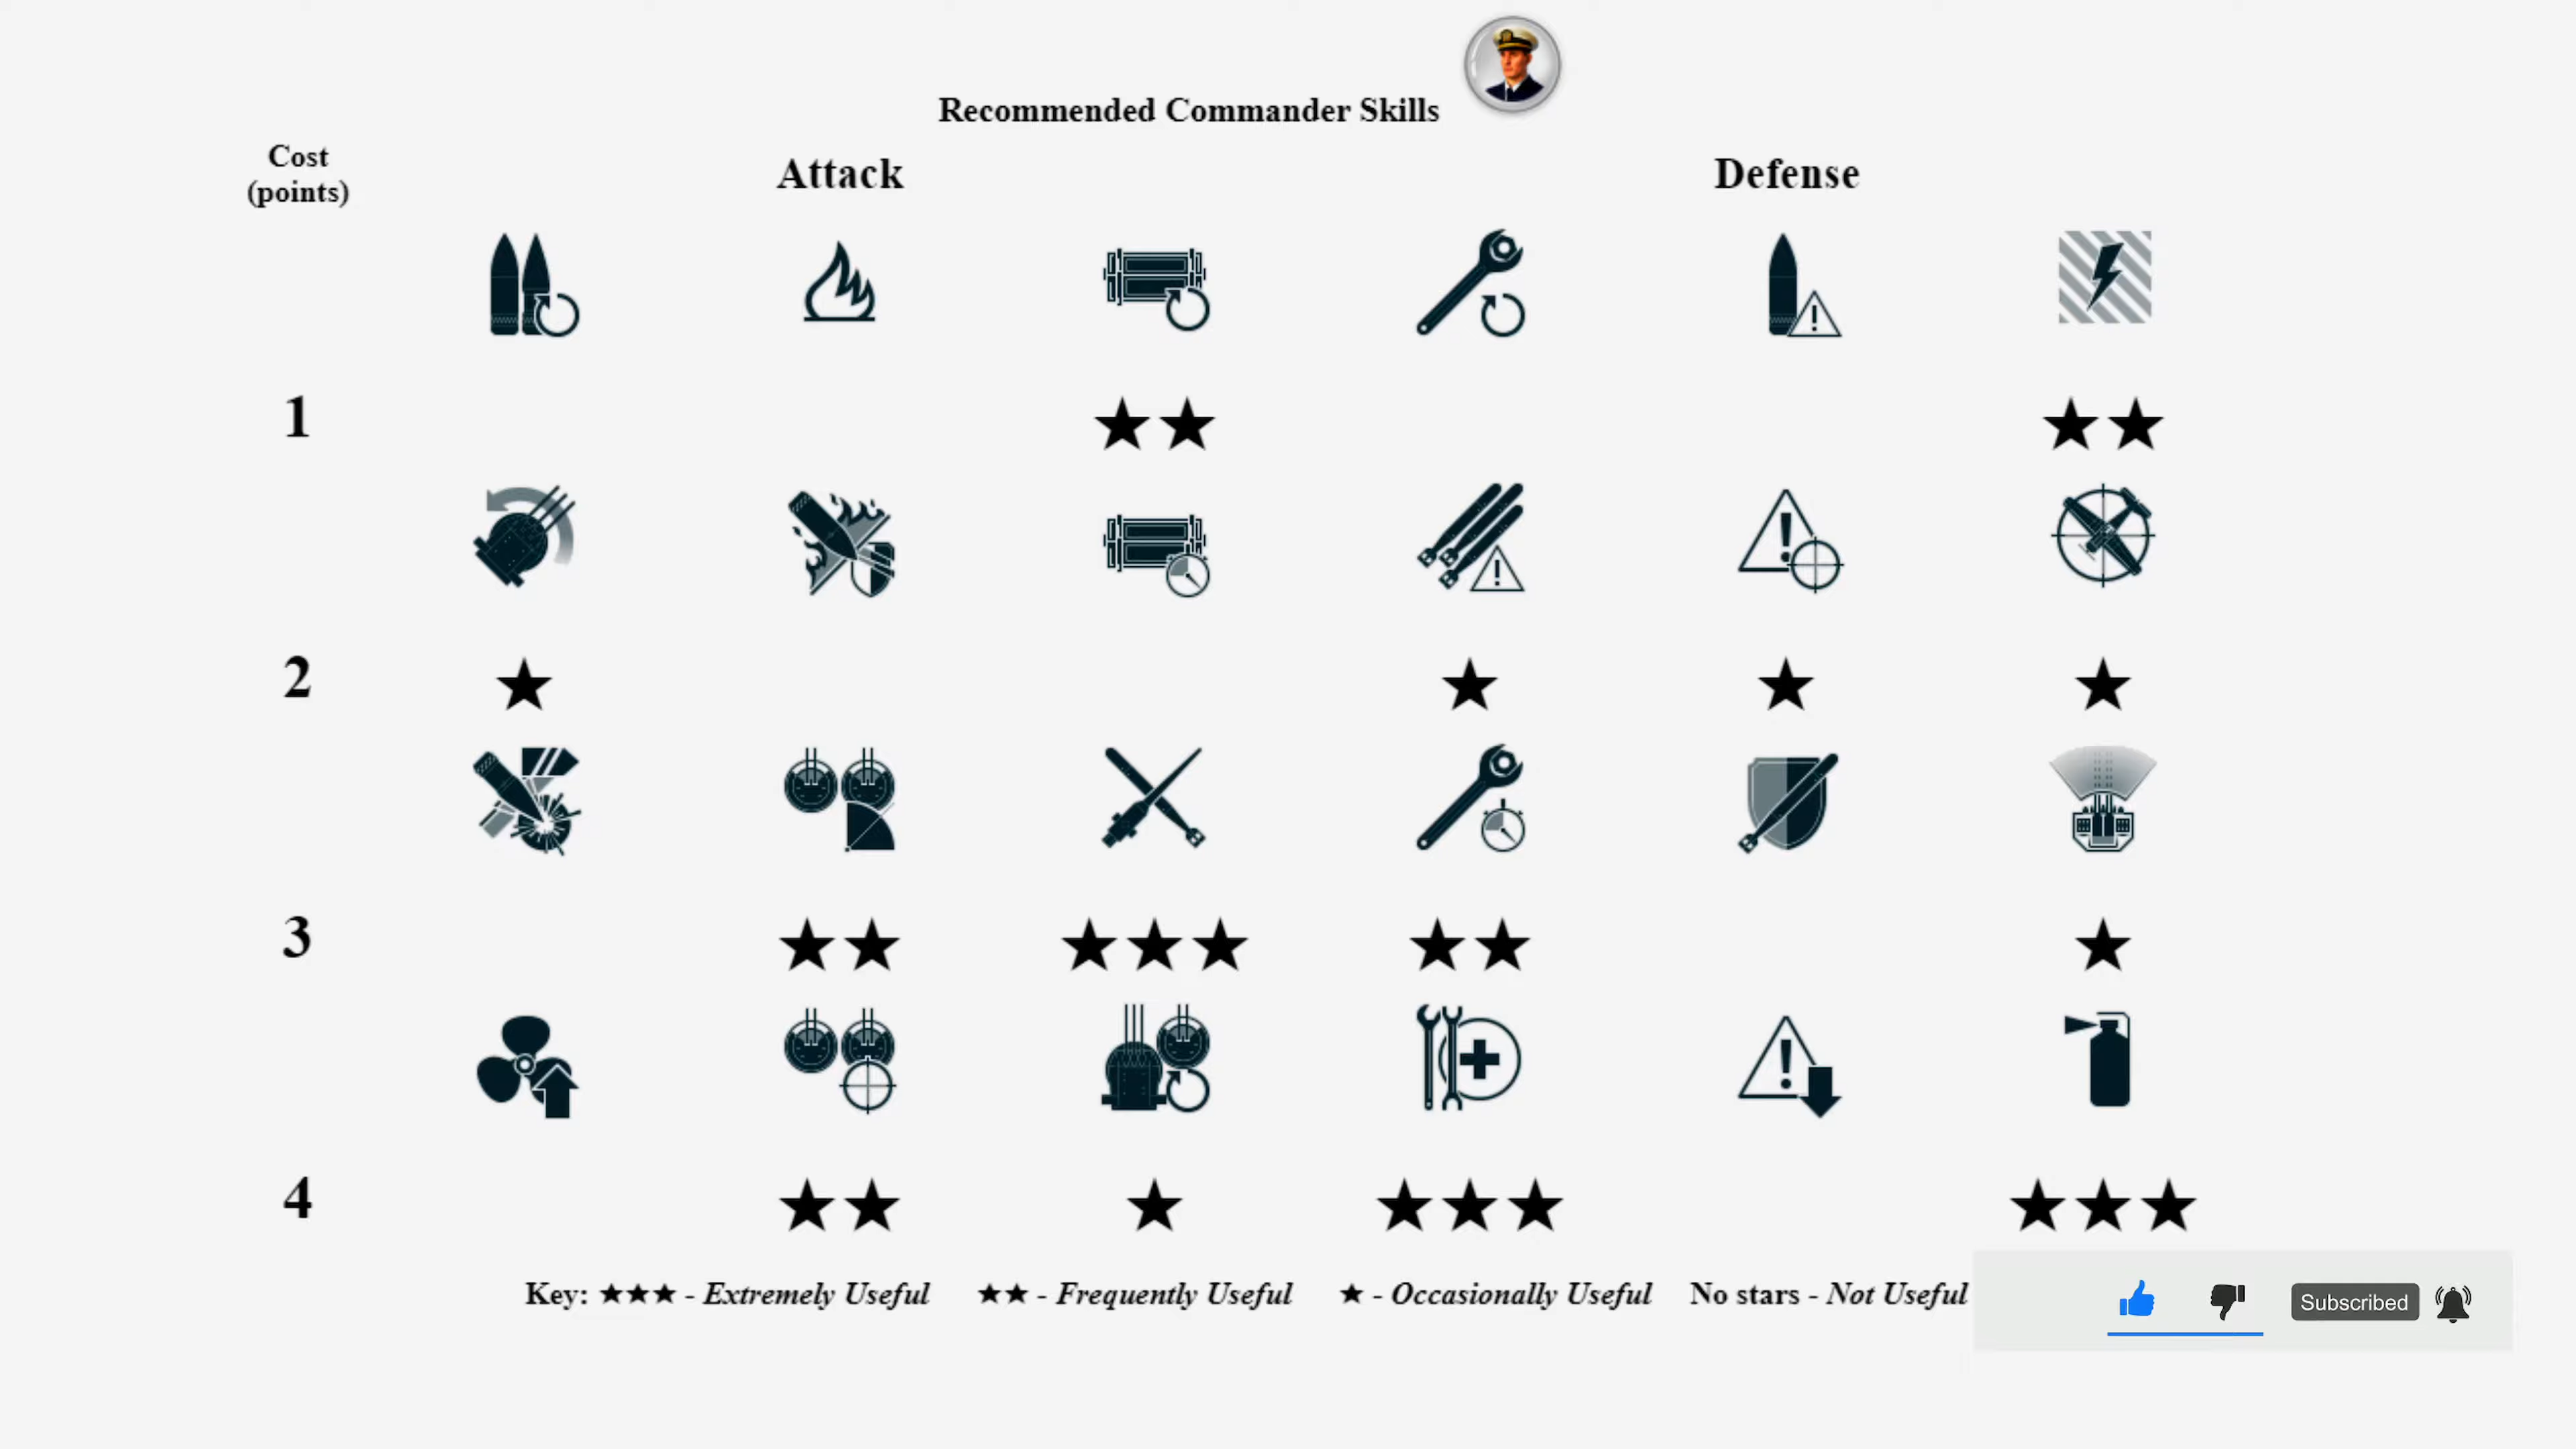 Recommended Commander Skills
Cost
(points)
Attack
Defense
1
★★
★★
2
★
★
★
★
3
★★
★★★
★★
★
4
★★
★
★★★
★★★
Key: ★★★ - Extremely Useful ★★ - Frequently Useful ★ - Occasionally Useful No stars - Not Useful
Subscribed